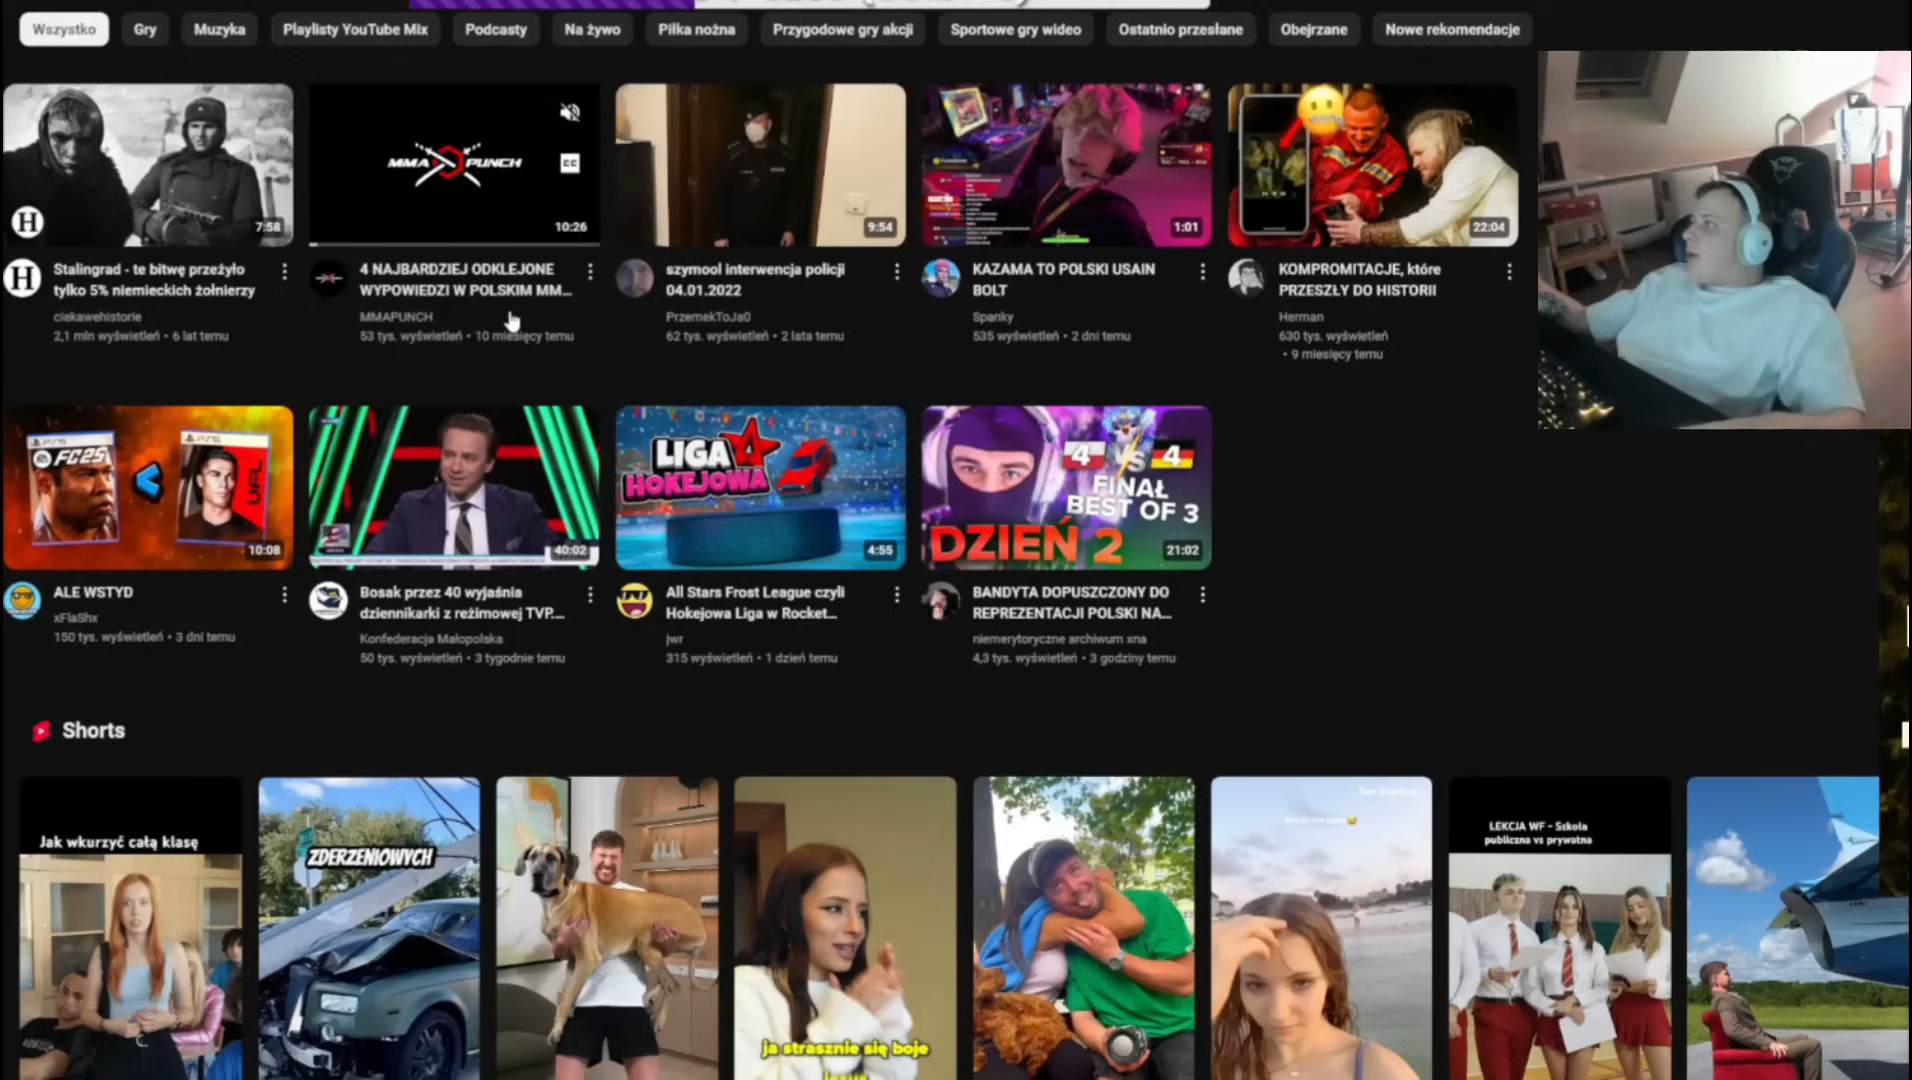 Wszystko
Gry
Muzyka
Playlisty YouTube Mix
Podcasty
Na żywo
Piłka nożna
Przygodowe gry akcji
Sportowe gry wideo
Ostatnio przesłane
Obejrzane
Nowe rekomendacje
H
7:58
MMA PUNCH
CC
10:26
9:54
1:01
22:04
H
Stalingrad - te bitwę przeżyło
tylko 5% niemieckich żołnierzy
ciekawehistorie
2,1 mln wyświetleń • 6 lat temu
4 NAJBARDZIEJ ODKLEJONE
WYPOWIEDZI W POLSKIM MM...
MMAPUNCH
53 tys. wyświetleń • 10 miesięcy temu
szymool interwencja policji
04.01.2022
PrzemekToJa0
62 tys. wyświetleń • 2 lata temu
KAZAMA TO POLSKI USAIN
BOLT
Spanky
535 wyświetleń • 2 dni temu
KOMPROMITACJE, które
PRZESZŁY DO HISTORII
Herman
630 tys. wyświetleń
• 9 miesięcy temu
PS5
FC25
<
PS5
UFL
10:08
40:02
LIGA 4
HOKEJOWA
4:55
4 VS 4
FINAŁ
BEST OF 3
DZIEŃ 2
21:02
ALE WSTYD
xFlaShx
150 tys. wyświetleń • 3 dni temu
Bosak przez 40 wyjaśnia
dziennikarki z reżimowej TVP....
Konfederacja Małopolska
50 tys. wyświetleń • 3 tygodnie temu
All Stars Frost League czyli
Hokejowa Liga w Rocket...
jwr
315 wyświetleń • 1 dzień temu
BANDYTA DOPUSZCZONY DO
REPREZENTACJI POLSKI NA...
niemerytoryczne archiwum xna
4,3 tys. wyświetleń • 3 godziny temu
Shorts
Jak wkurzyć całą klasę
ZDERZENIOWYCH
ja strasznie się boje
LEKCJA WF - Szkoła
publiczna vs prywatna